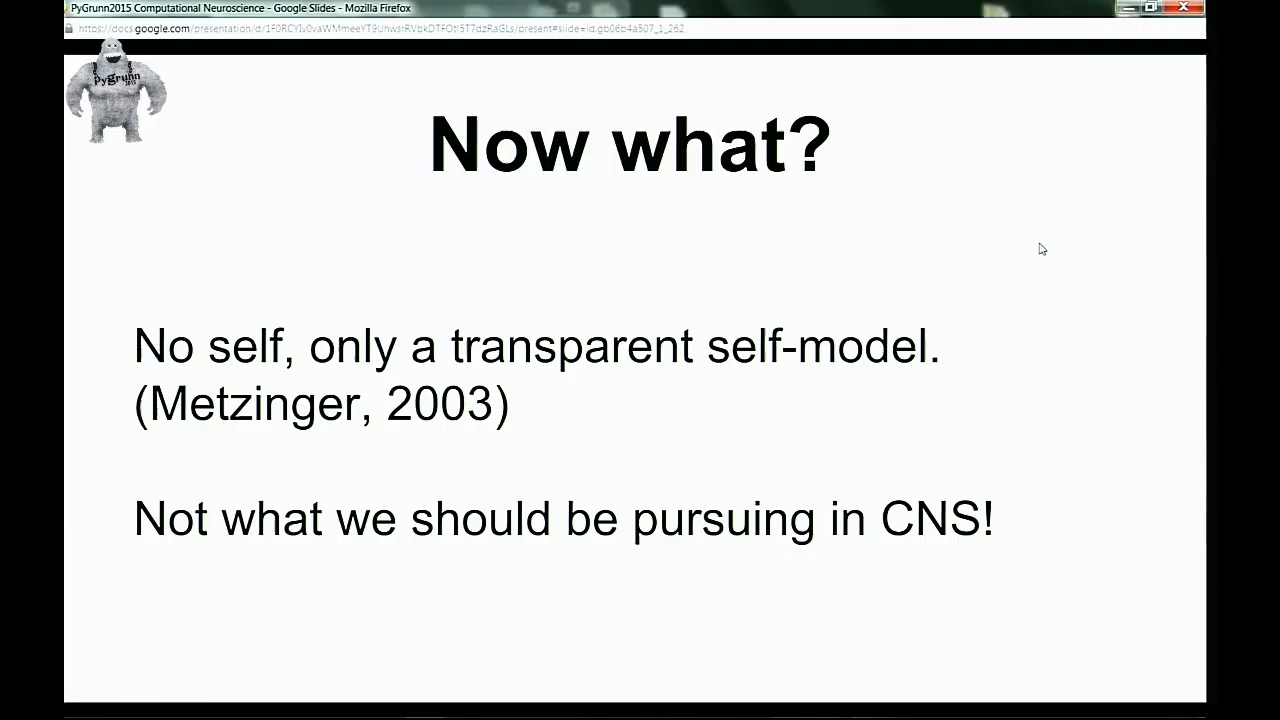 PyGrunn2015 Computational Neuroscience - Google Slides - Mozilla Firefox
PyGrunn
2015
Now what?
No self, only a transparent self-model.
(Metzinger, 2003)
Not what we should be pursuing in CNS!